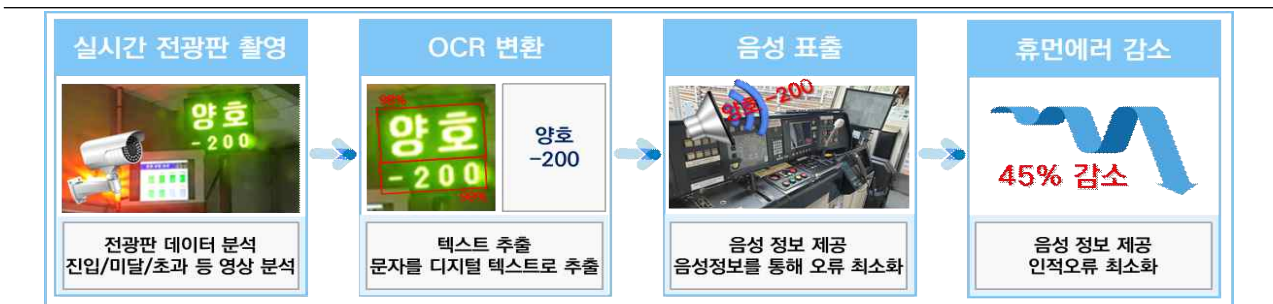 실시간 전광판 촬영
양호
-200
전광판 데이터 분석
진입/미달/초과 등 영상 분석
OCR 변환
98%
양호
-200
98%
양호
-200
텍스트 추출
문자를 디지털 텍스트로 추출
음성 표출
양호 -200
음성 정보 제공
음성정보를 통해 오류 최소화
휴먼에러 감소
45% 감소
음성 정보 제공
인적오류 최소화